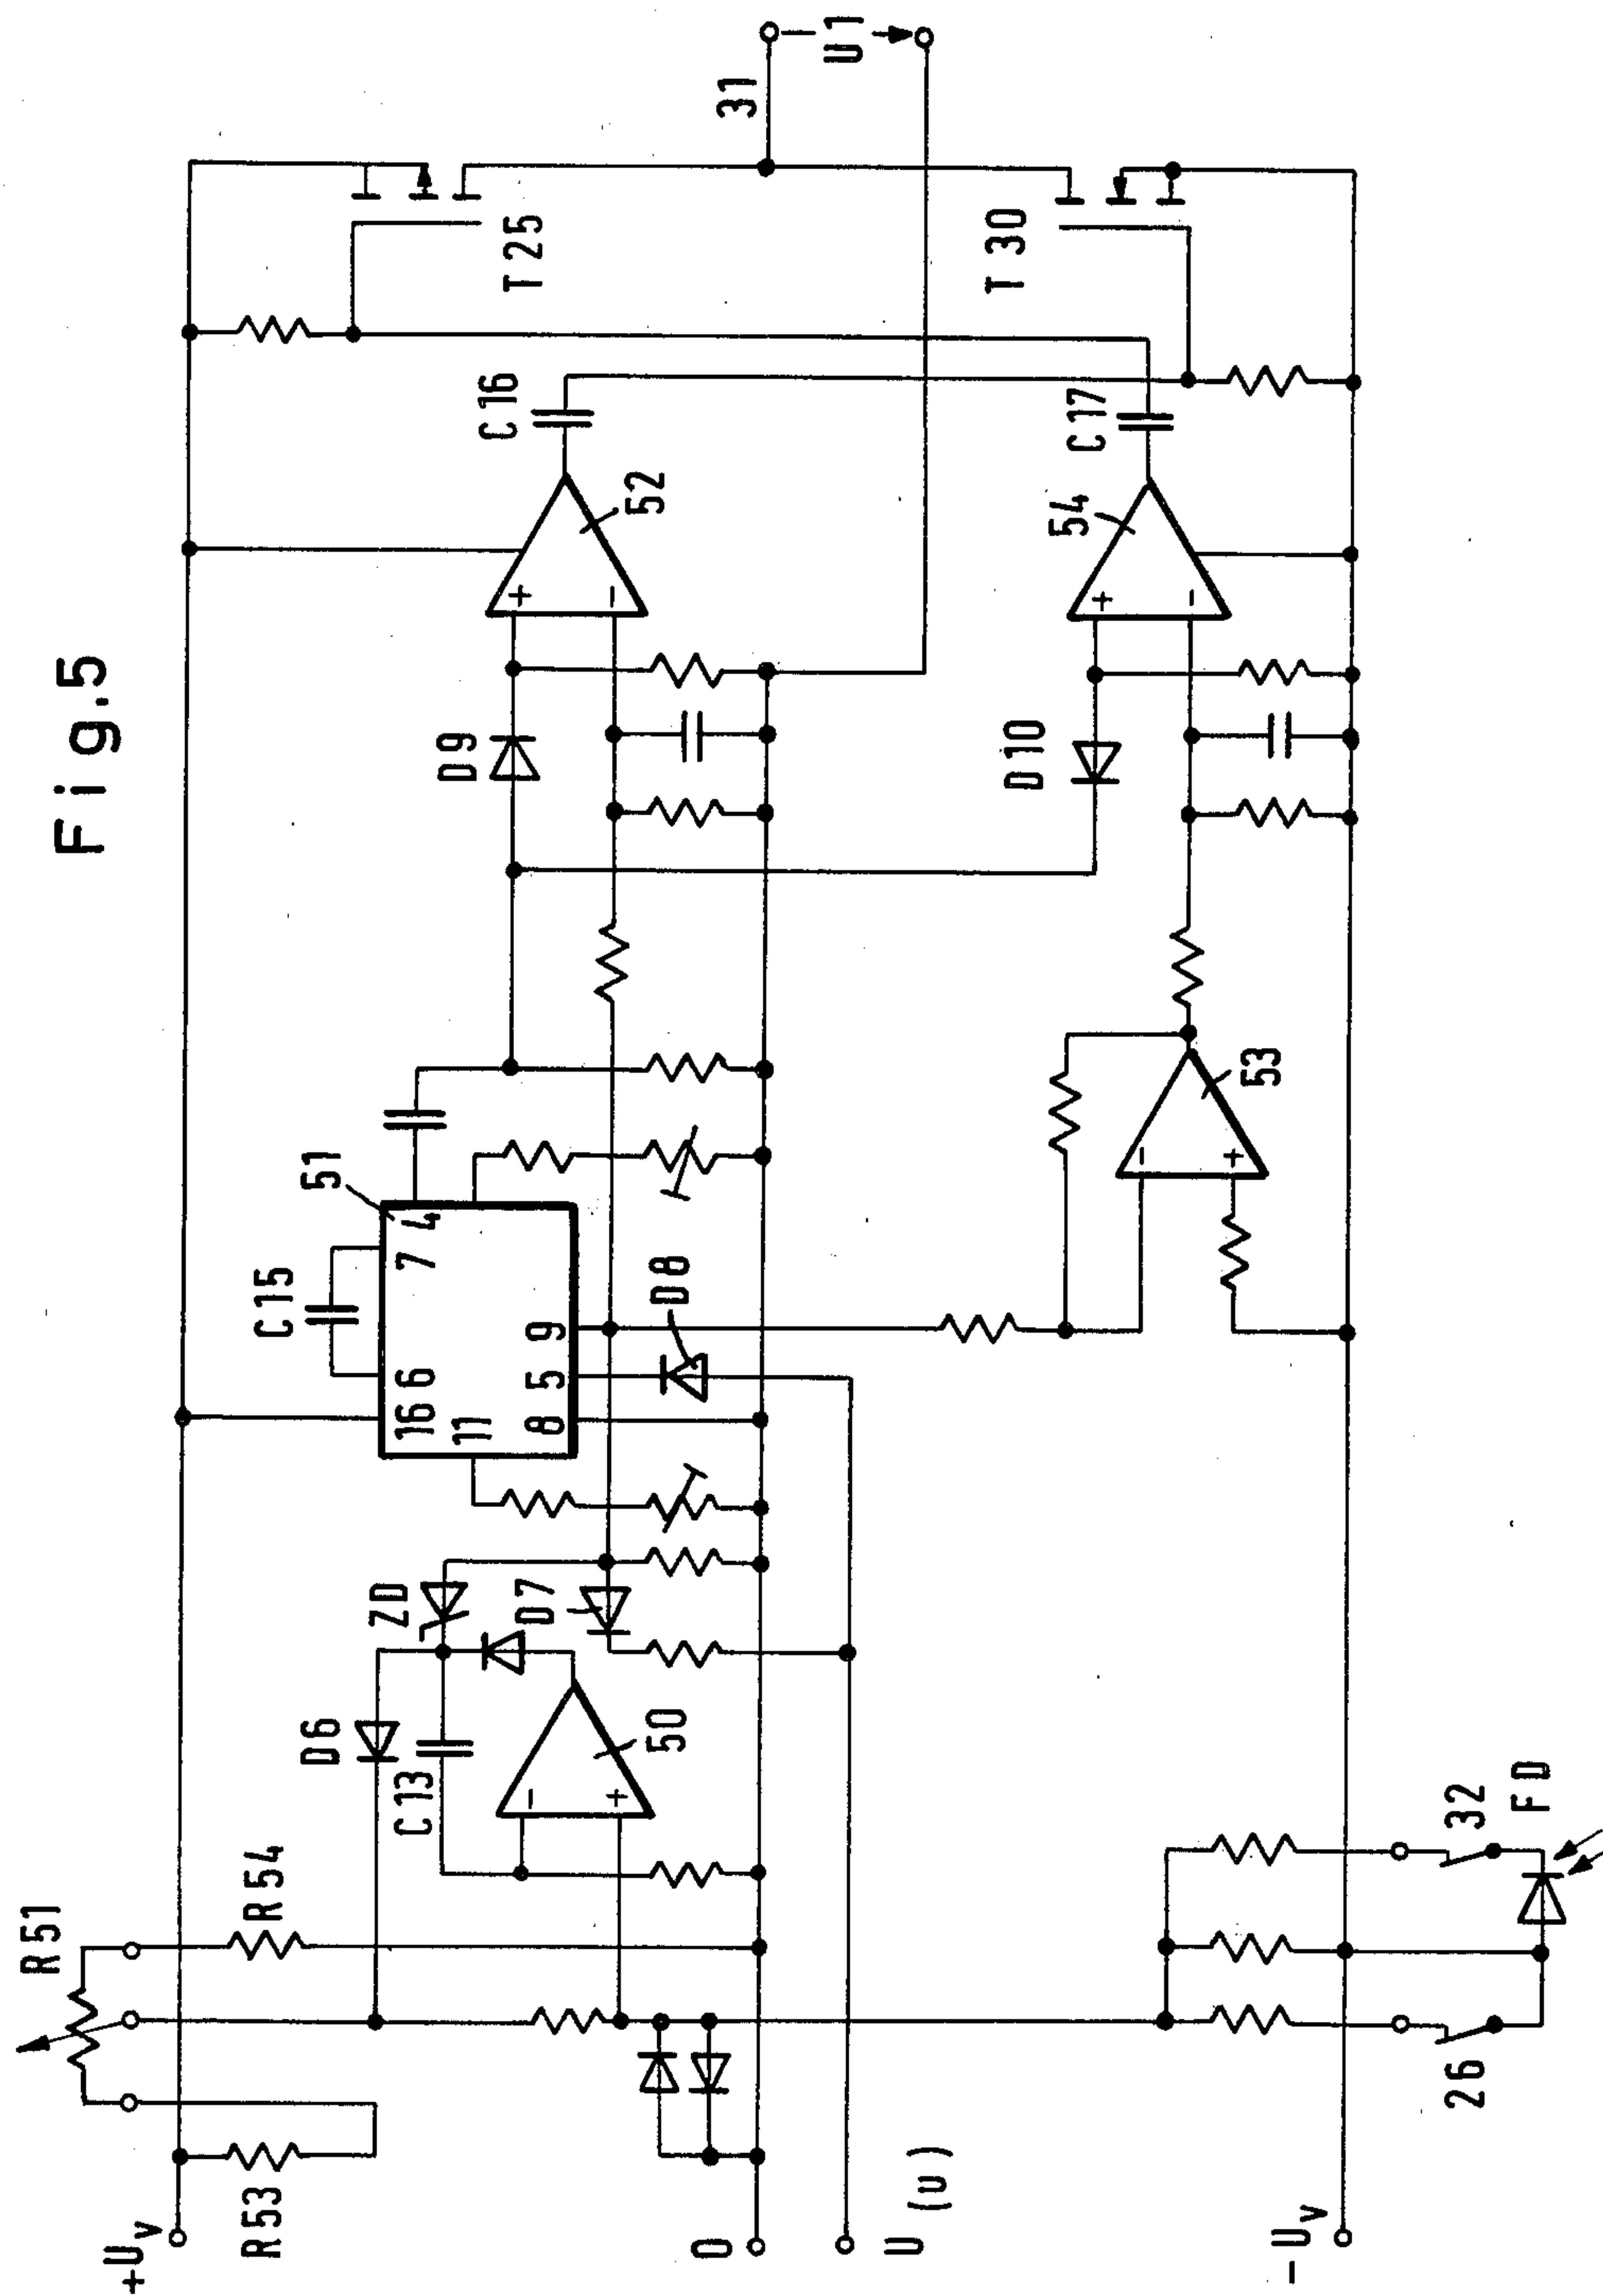 Fig.5
+Uv
R53
R51
R54
D6
C13
50
ZD
D7
51
C15
16
6
7
4
11
8
5
9
D8
D9
52
C16
T25
31
U1
D10
54
C17
T30
53
0
U(u)
-Uv
26
32
FD
+
-
+
-
+
-
+
-